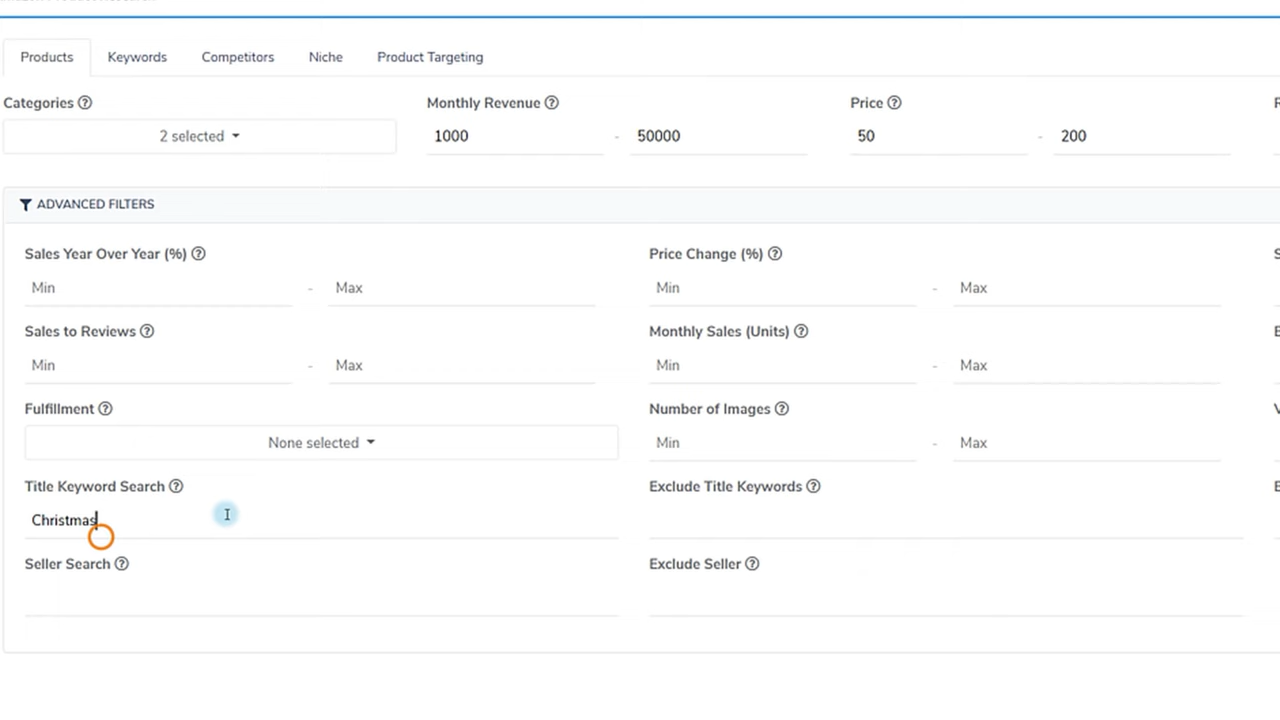 Products Keywords Competitors Niche Product Targeting
Categories Monthly Revenue Price
2 selected 1000 - 50000 50 - 200
ADVANCED FILTERS
Sales Year Over Year (%) Price Change (%)
Min - Max Min - Max
Sales to Reviews Monthly Sales (Units)
Min - Max Min - Max
Fulfillment Number of Images
None selected Min - Max
Title Keyword Search Exclude Title Keywords
Christmas
Seller Search Exclude Seller